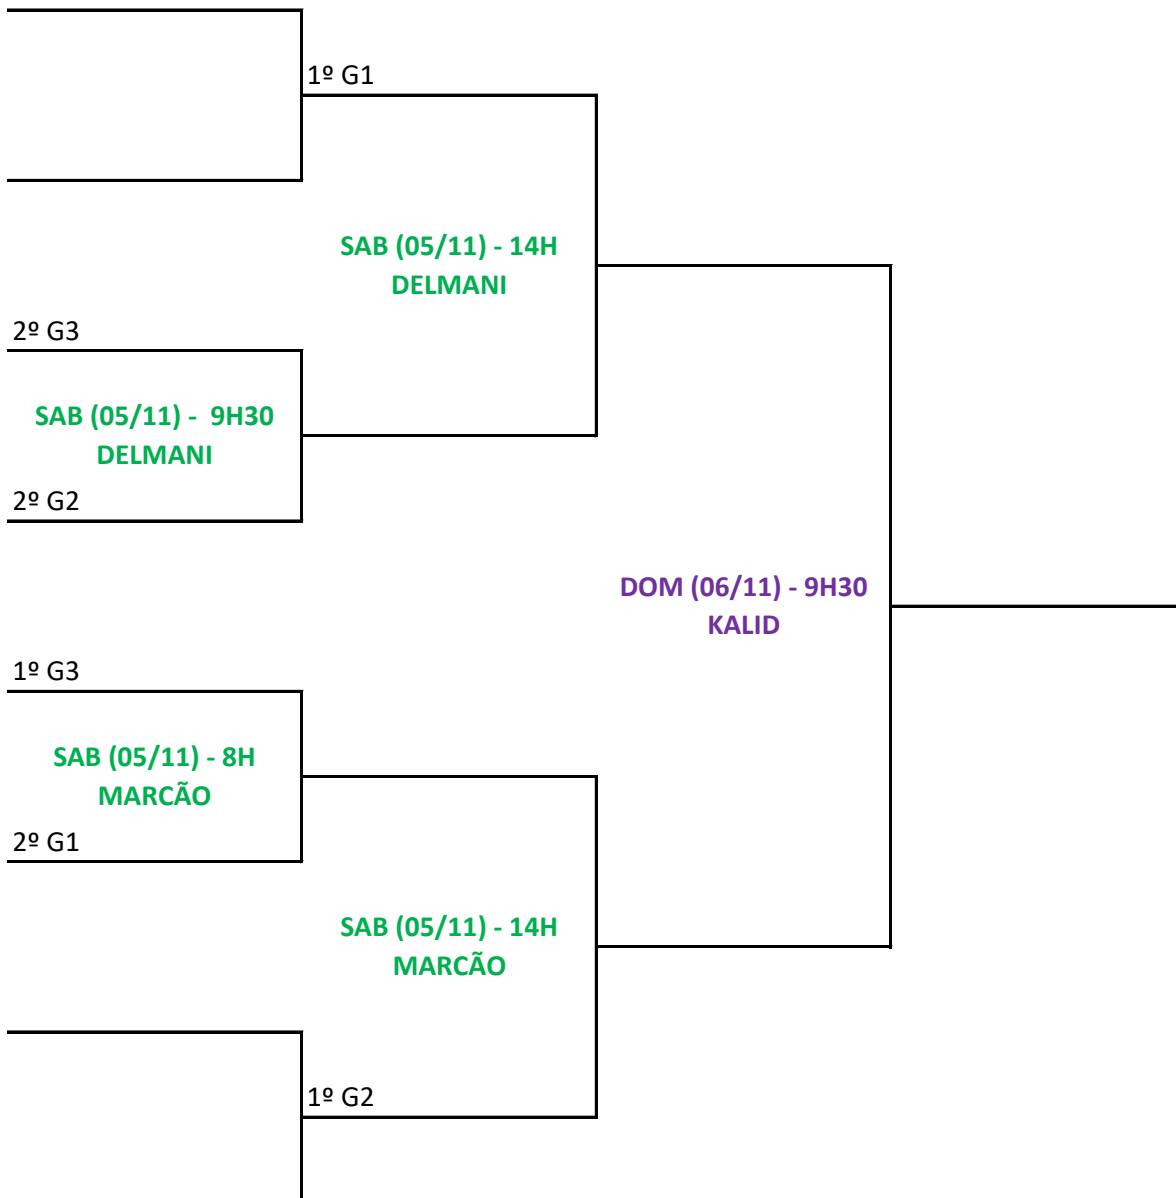 1º G1
SAB (05/11) - 14H
DELMANI
2º G3
SAB (05/11) -  9H30
DELMANI
2º G2
DOM (06/11) - 9H30
KALID
1º G3
SAB (05/11) - 8H
MARCÃO
2º G1
SAB (05/11) - 14H
MARCÃO
1º G2